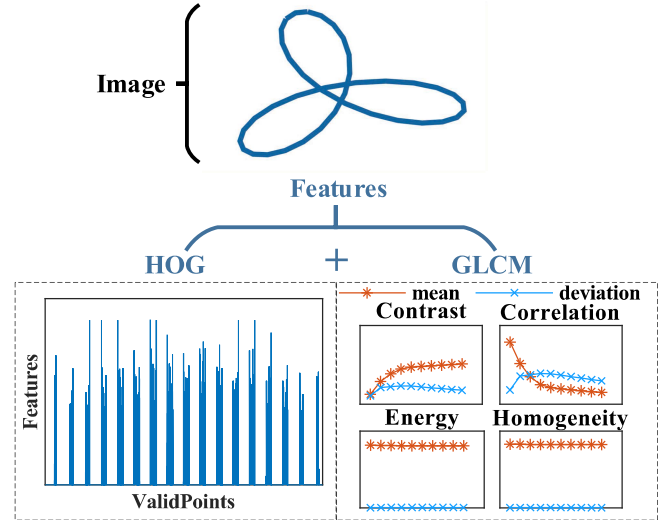 Image
Features
HOG + GLCM
mean deviation
Contrast Correlation
Energy Homogeneity
Features
ValidPoints